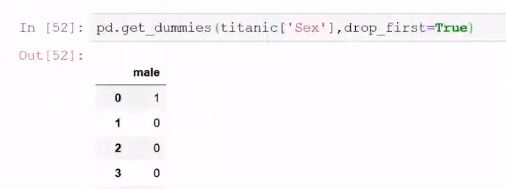 In [52]: pd.get_dummies(titanic['Sex'],drop_first=True)
Out[52]:
male
0 1
1 0
2 0
3 0